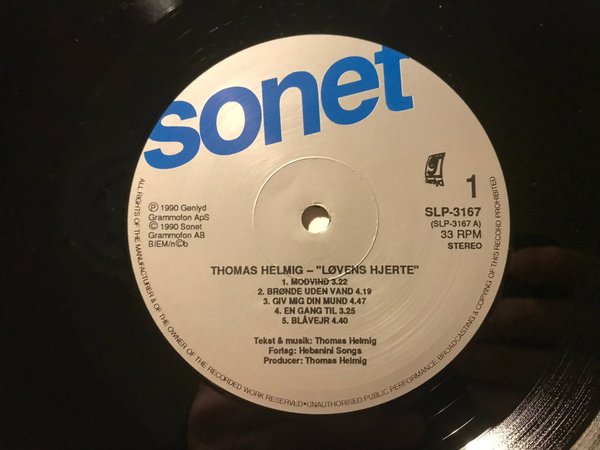 sonet
℗ 1990 Genlyd
Grammofon ApS
© 1990 Sonet
Grammofon AB
BIEM/n©b
1
SLP-3167
(SLP-3167 A)
33 RPM
STEREO
THOMAS HELMIG – "LØVENS HJERTE"
1. MODVIND 3.22
2. BRØNDE UDEN VAND 4.19
3. GIV MIG DIN MUND 4.47
4. EN GANG TIL 3.25
5. BLÅVEJR 4.40
Tekst & musik: Thomas Helmig
Forlag: Hebanini Songs
Producer: Thomas Helmig
ALL RIGHTS OF THE MANUFACTURER & OF THE OWNER OF THE RECORDED WORK RESERVED•UNAUTHORISED PUBLIC PERFORMANCE BROADCASTING & COPYING OF THIS RECORD PROHIBITED